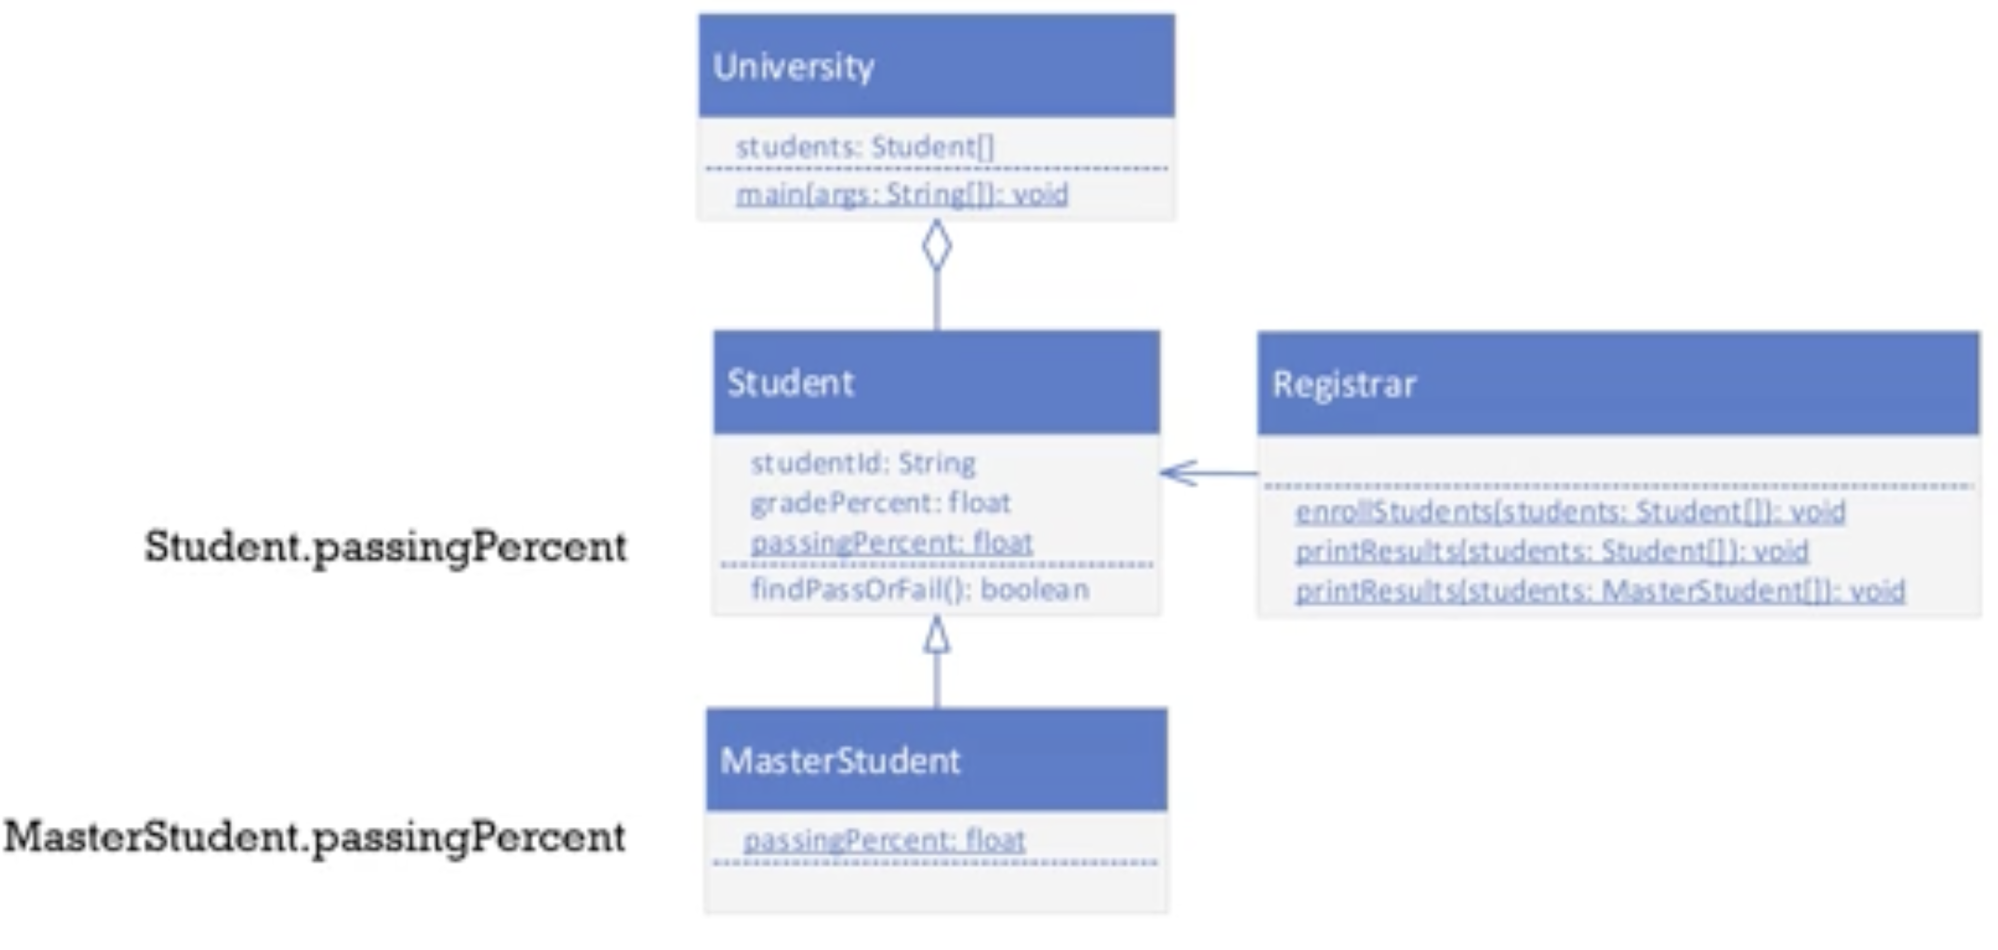 University
students: Student[]
main(args: String[]): void
Student
studentId: String
gradePercent: float
passingPercent: float
findPassOrFail(): boolean
Registrar
enrollStudents(students: Student[]): void
printResults(students: Student[]): void
printResults(students: MasterStudent[]): void
Student.passingPercent
MasterStudent
passingPercent: float
MasterStudent.passingPercent